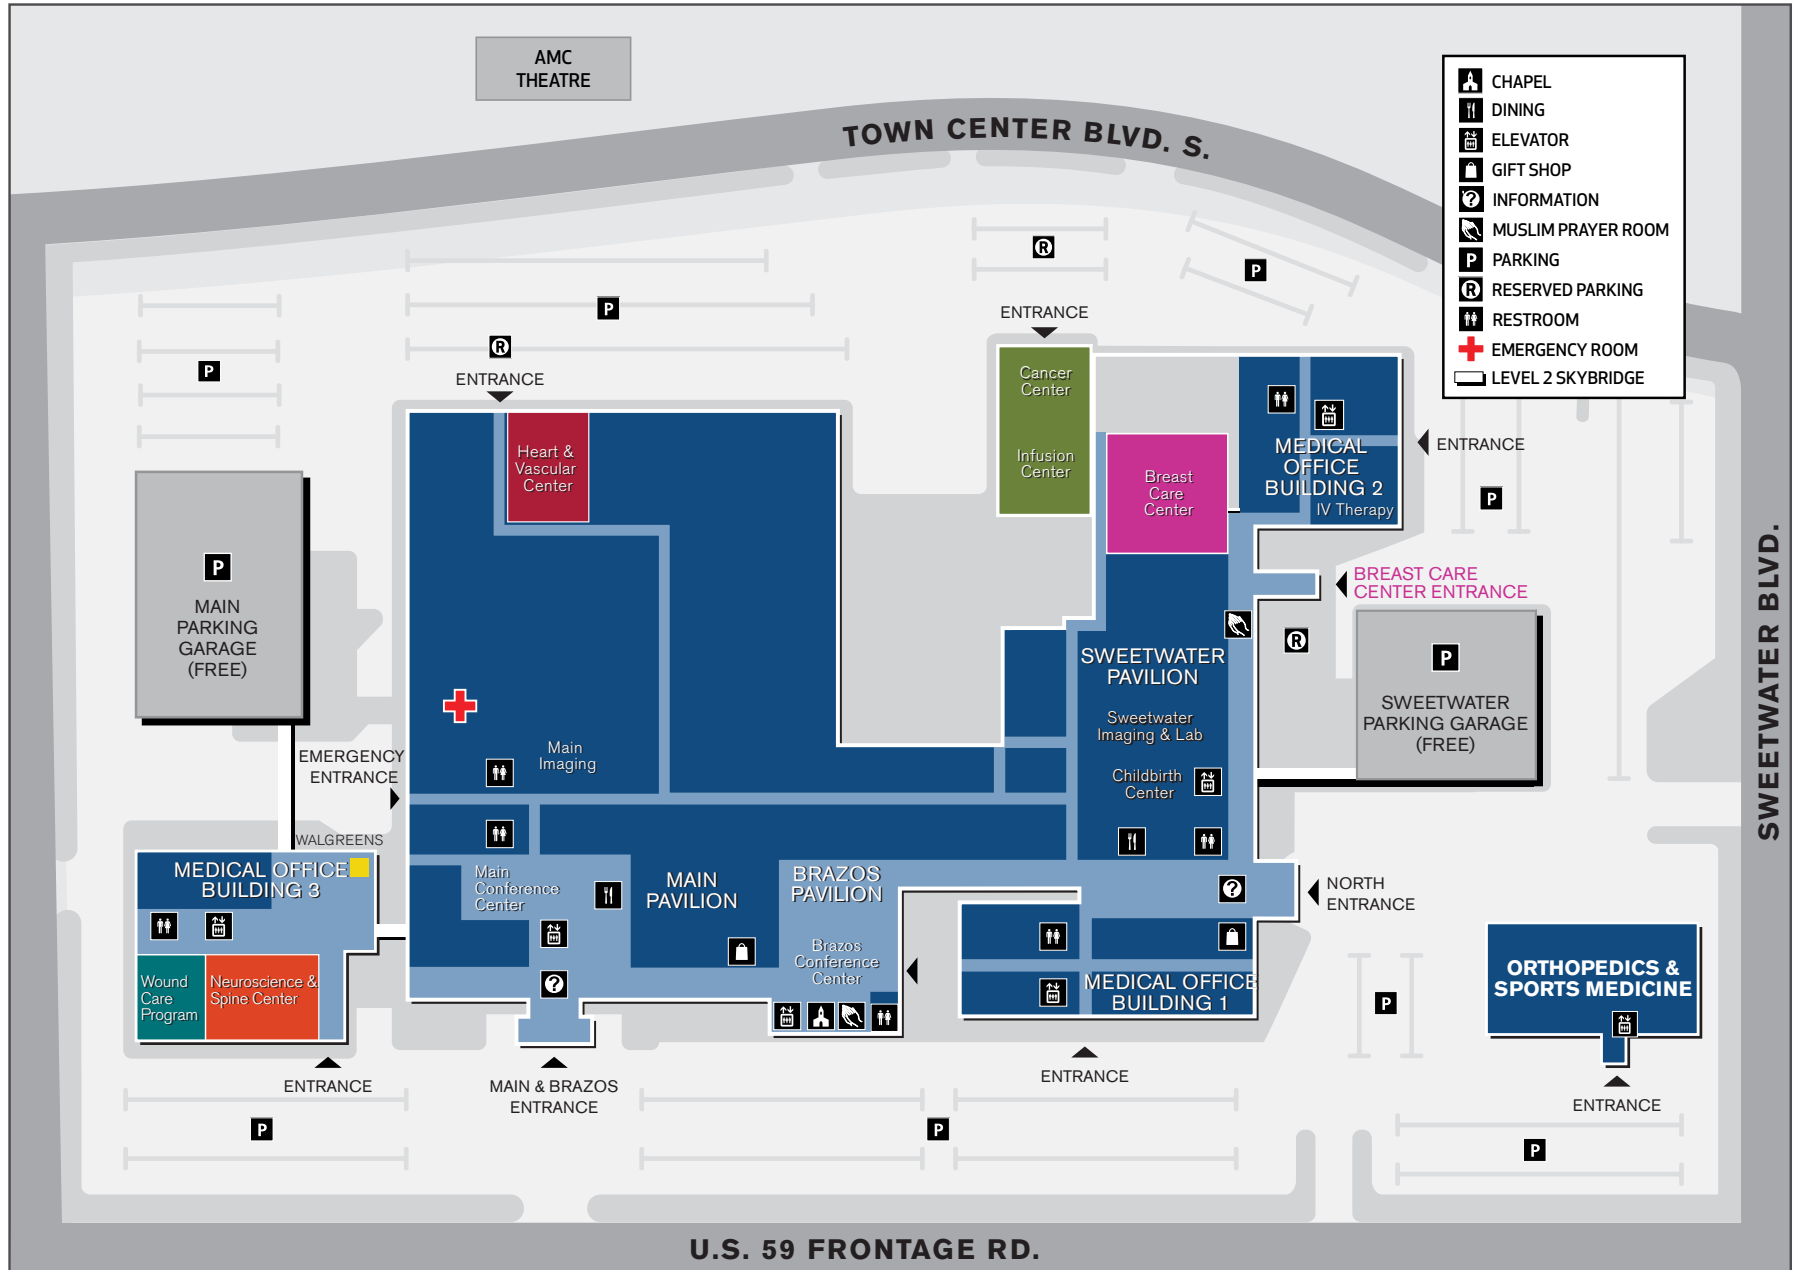 AMC
THEATRE
TOWN CENTER BLVD. S.
CHAPEL
DINING
ELEVATOR
GIFT SHOP
INFORMATION
MUSLIM PRAYER ROOM
P PARKING
R RESERVED PARKING
RESTROOM
EMERGENCY ROOM
LEVEL 2 SKYBRIDGE
R
P
P
R
P
ENTRANCE
ENTRANCE
Cancer
Center
Infusion
Center
Heart &
Vascular
Center
Breast
Care
Center
MEDICAL
OFFICE
BUILDING 2
IV Therapy
ENTRANCE
P
BREAST CARE
CENTER ENTRANCE
P
MAIN
PARKING
GARAGE
(FREE)
R
P
SWEETWATER
PARKING GARAGE
(FREE)
SWEETWATER BLVD.
SWEETWATER
PAVILION
Sweetwater
Imaging & Lab
Childbirth
Center
Main
Imaging
EMERGENCY
ENTRANCE
WALGREENS
MEDICAL OFFICE
BUILDING 3
Wound
Care
Program
Neuroscience &
Spine Center
Main
Conference
Center
MAIN
PAVILION
BRAZOS
PAVILION
Brazos
Conference
Center
NORTH
ENTRANCE
MEDICAL OFFICE
BUILDING 1
P
ORTHOPEDICS &
SPORTS MEDICINE
ENTRANCE
MAIN & BRAZOS
ENTRANCE
ENTRANCE
ENTRANCE
P
P
P
U.S. 59 FRONTAGE RD.